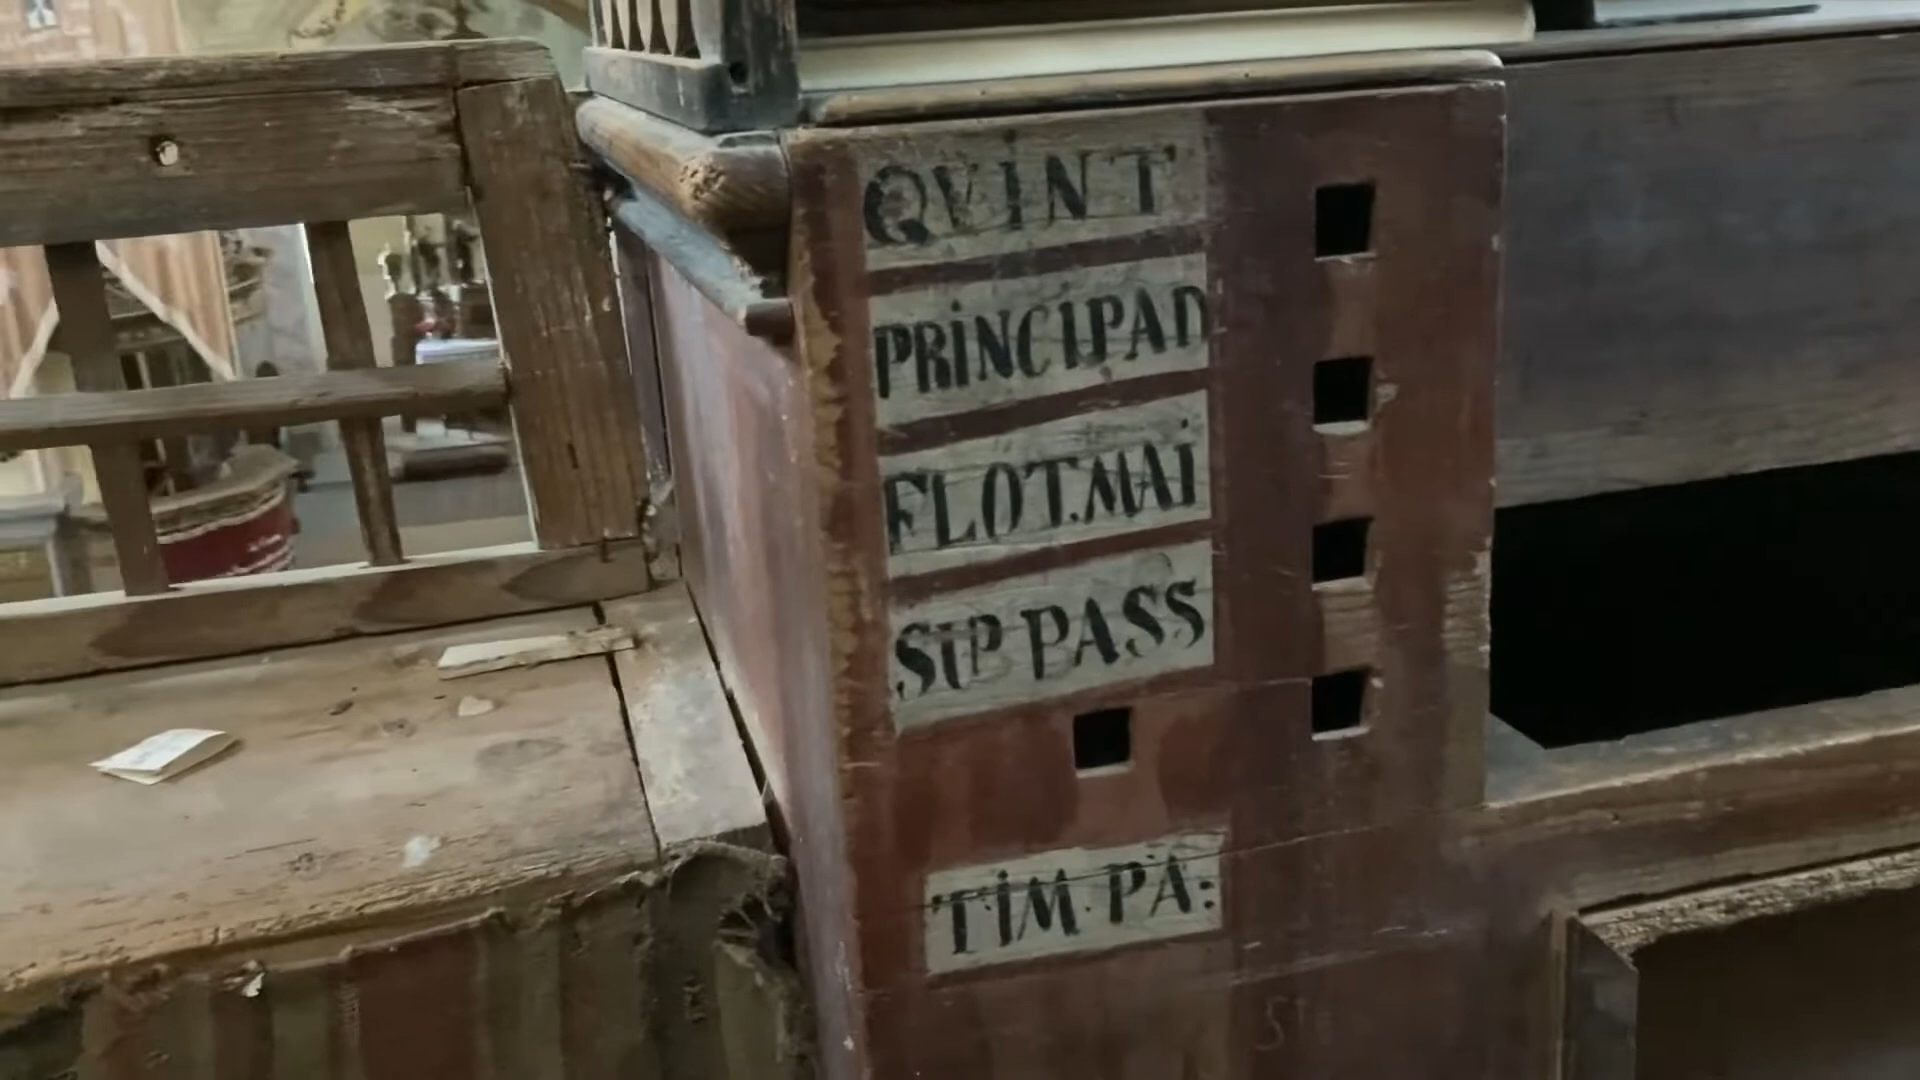 QVINT
PRINCIPAL
FLOT.MAI
SUP PASS
TIM PA: